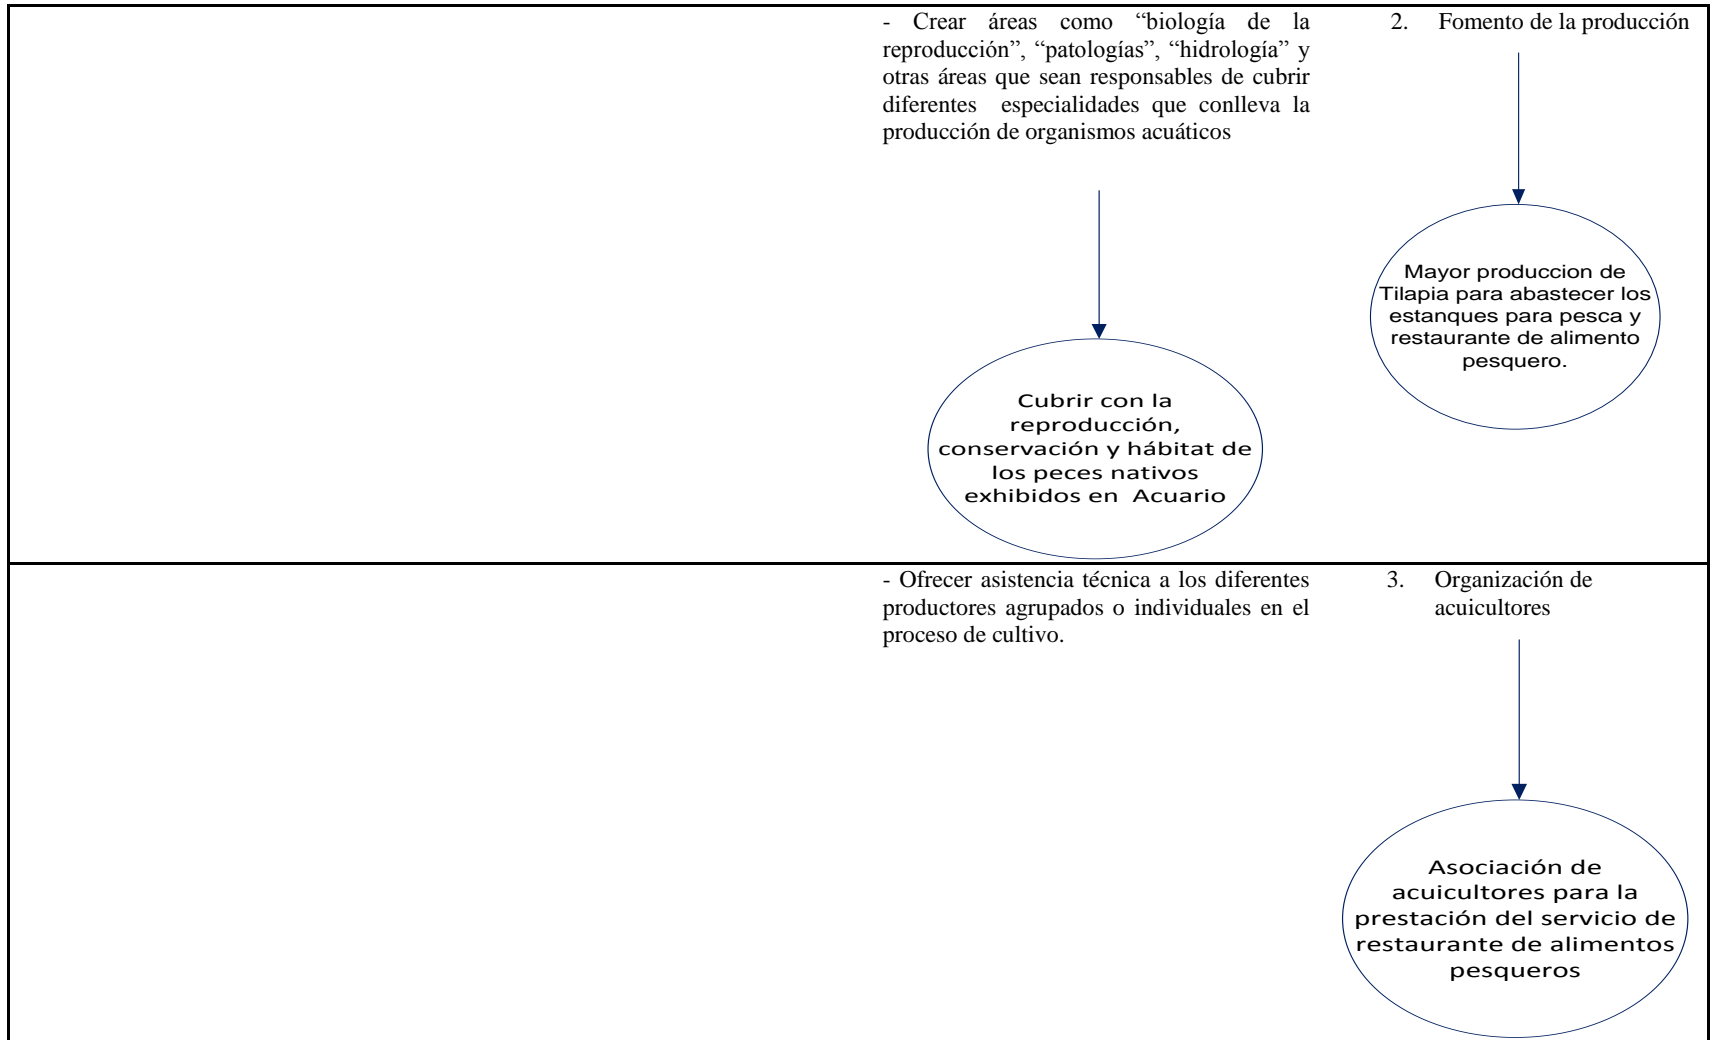 - Crear áreas como “biología de la
reproducción”, “patologías”, “hidrología” y
otras áreas que sean responsables de cubrir
diferentes especialidades que conlleva la
producción de organismos acuáticos
Cubrir con la
reproducción,
conservación y hábitat de
los peces nativos
exhibidos en Acuario
2. Fomento de la producción
Mayor produccion de
Tilapia para abastecer los
estanques para pesca y
restaurante de alimento
pesquero.
- Ofrecer asistencia técnica a los diferentes
productores agrupados o individuales en el
proceso de cultivo.
3. Organización de
acuicultores
Asociación de
acuicultores para la
prestación del servicio de
restaurante de alimentos
pesqueros